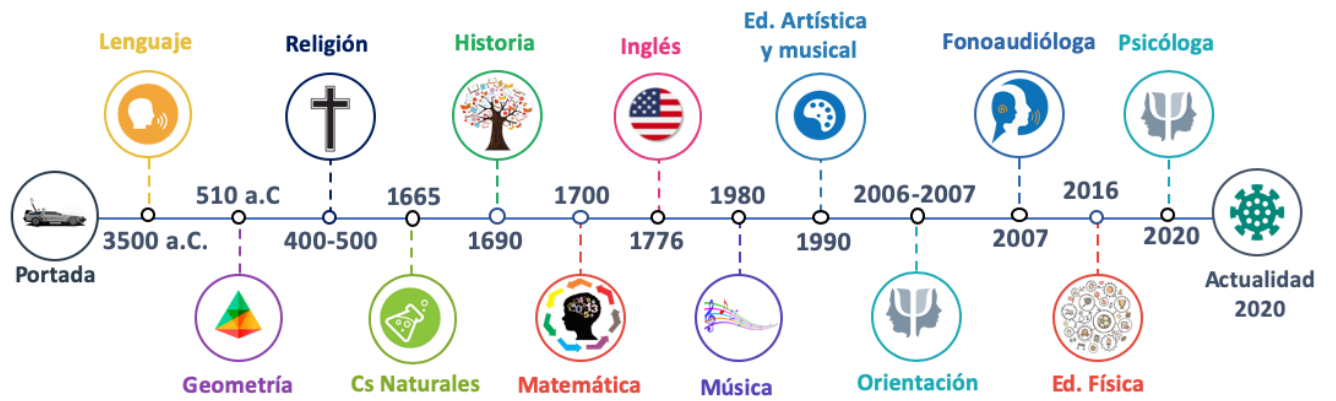 Lenguaje
Religión
Historia
Inglés
Ed. Artística
y musical
Fonoaudióloga
Psicóloga
510 a.C
1665
1700
1980
2006-2007
2016
Portada
3500 a.C.
400-500
1690
1776
1990
2007
2020
Actualidad
2020
Geometría
Cs Naturales
Matemática
Música
Orientación
Ed. Física